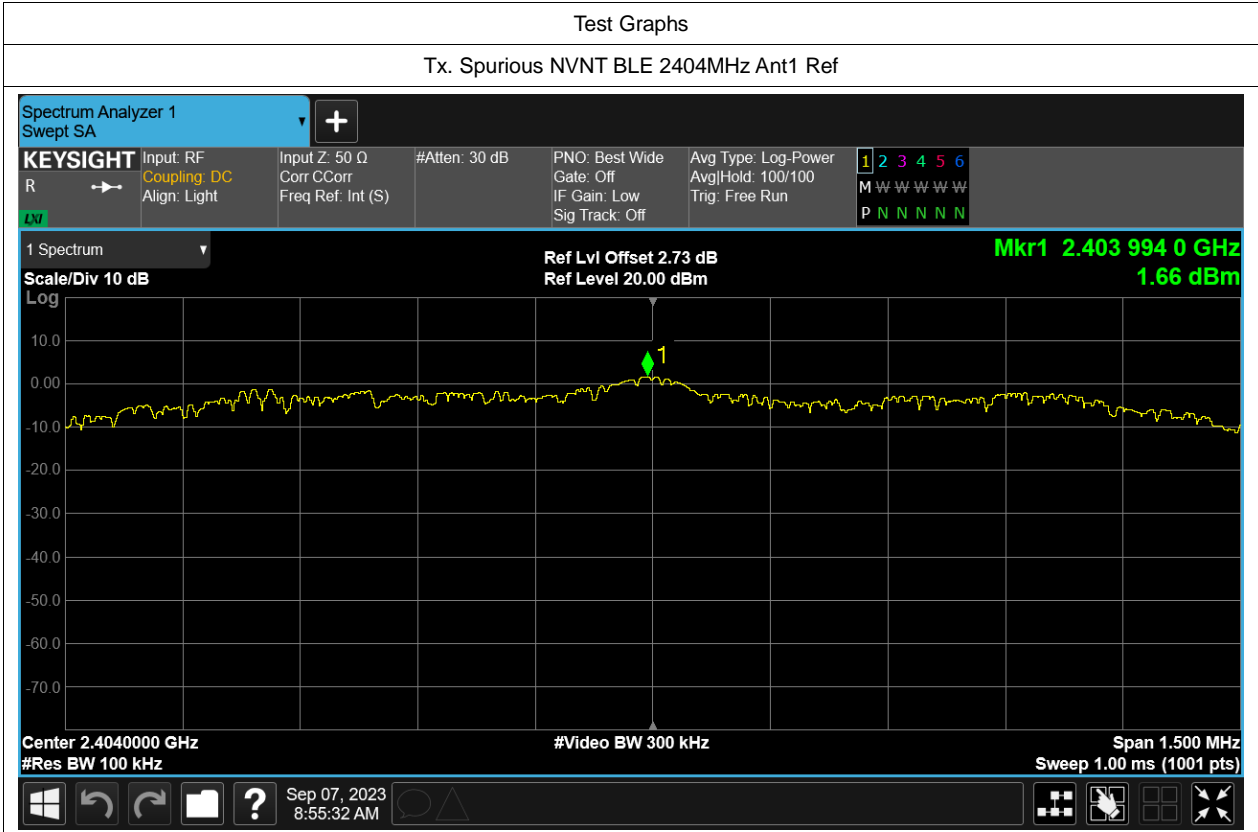 Test Graphs
Tx. Spurious NVNT BLE 2404MHz Ant1 Ref
Spectrum Analyzer 1
Swept SA
KEYSIGHT
R
LXI
Input: RF
Coupling: DC
Align: Light
Input Z: 50 Ω
Corr CCorr
Freq Ref: Int (S)
#Atten: 30 dB
PNO: Best Wide
Gate: Off
IF Gain: Low
Sig Track: Off
Avg Type: Log-Power
Avg|Hold: 100/100
Trig: Free Run
1 2 3 4 5 6
M W W W W W
P N N N N N
1 Spectrum
Scale/Div 10 dB
Log
Ref Lvl Offset 2.73 dB
Ref Level 20.00 dBm
Mkr1 2.403 994 0 GHz
1.66 dBm
1
10.0
0.00
-10.0
-20.0
-30.0
-40.0
-50.0
-60.0
-70.0
Center 2.4040000 GHz
#Res BW 100 kHz
#Video BW 300 kHz
Span 1.500 MHz
Sweep 1.00 ms (1001 pts)
?
Sep 07, 2023
8:55:32 AM